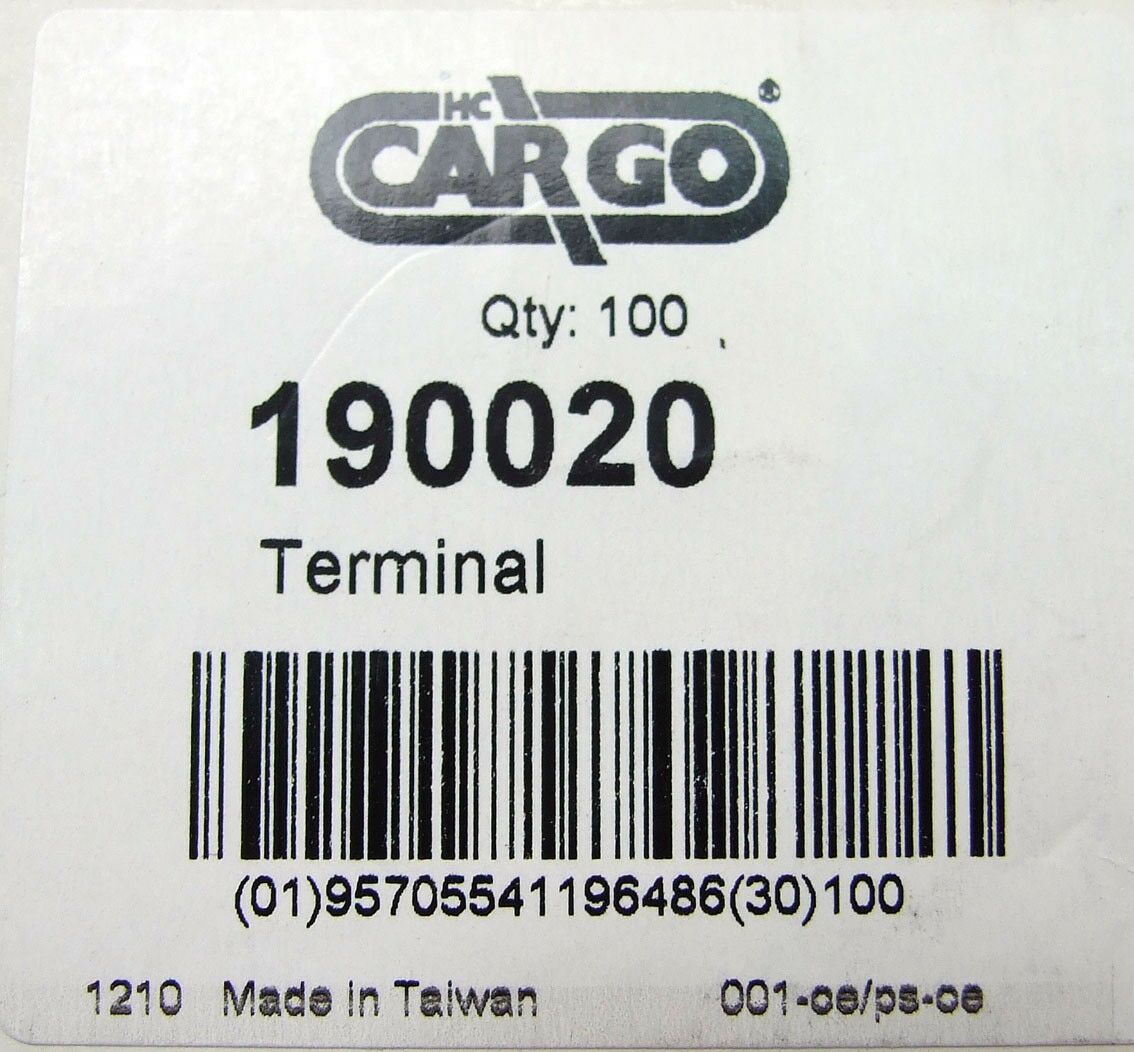 HC
CARGO®
Qty: 100
190020
Terminal
(01)95705541196486(30)100
1210 Made in Taiwan 001-ce/ps-ce